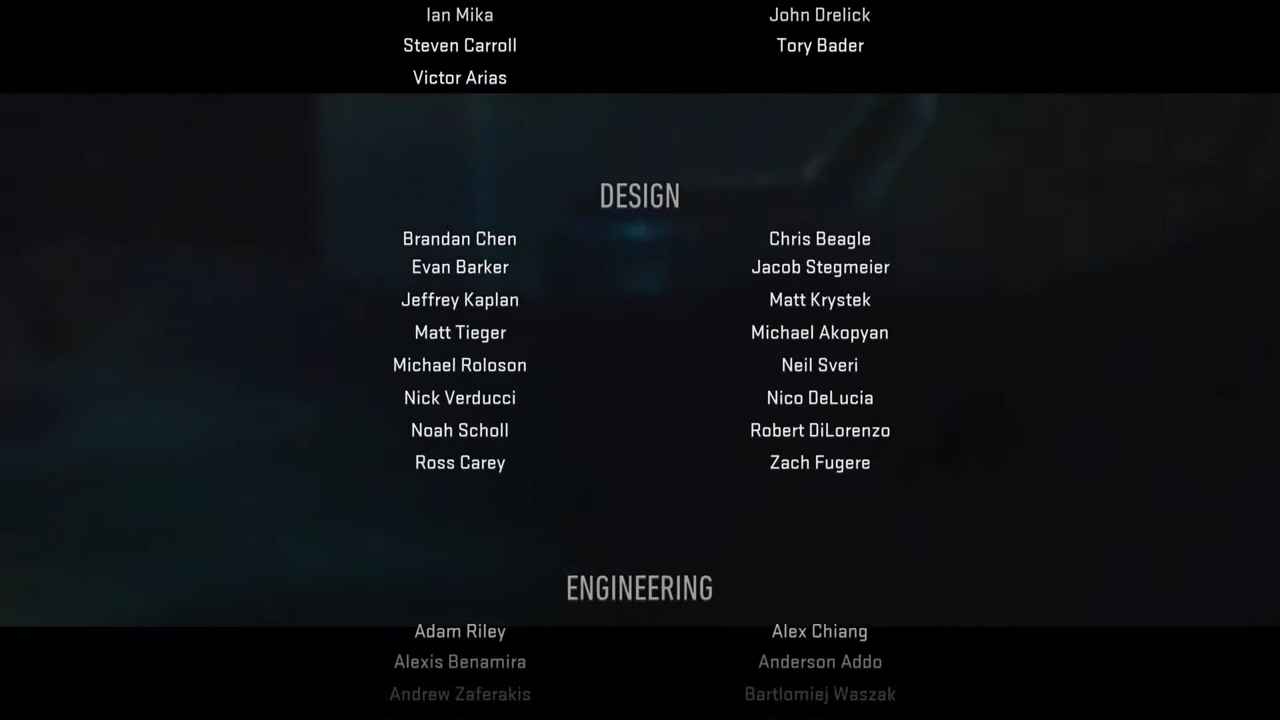 Ian Mika John Drelick
Steven Carroll Tory Bader
Victor Arias
DESIGN
Brandan Chen Chris Beagle
Evan Barker Jacob Stegmeier
Jeffrey Kaplan Matt Krystek
Matt Tieger Michael Akopyan
Michael Roloson Neil Sveri
Nick Verducci Nico DeLucia
Noah Scholl Robert DiLorenzo
Ross Carey Zach Fugere
ENGINEERING
Adam Riley Alex Chiang
Alexis Benamira Anderson Addo
Andrew Zaferakis Bartlomiej Waszak